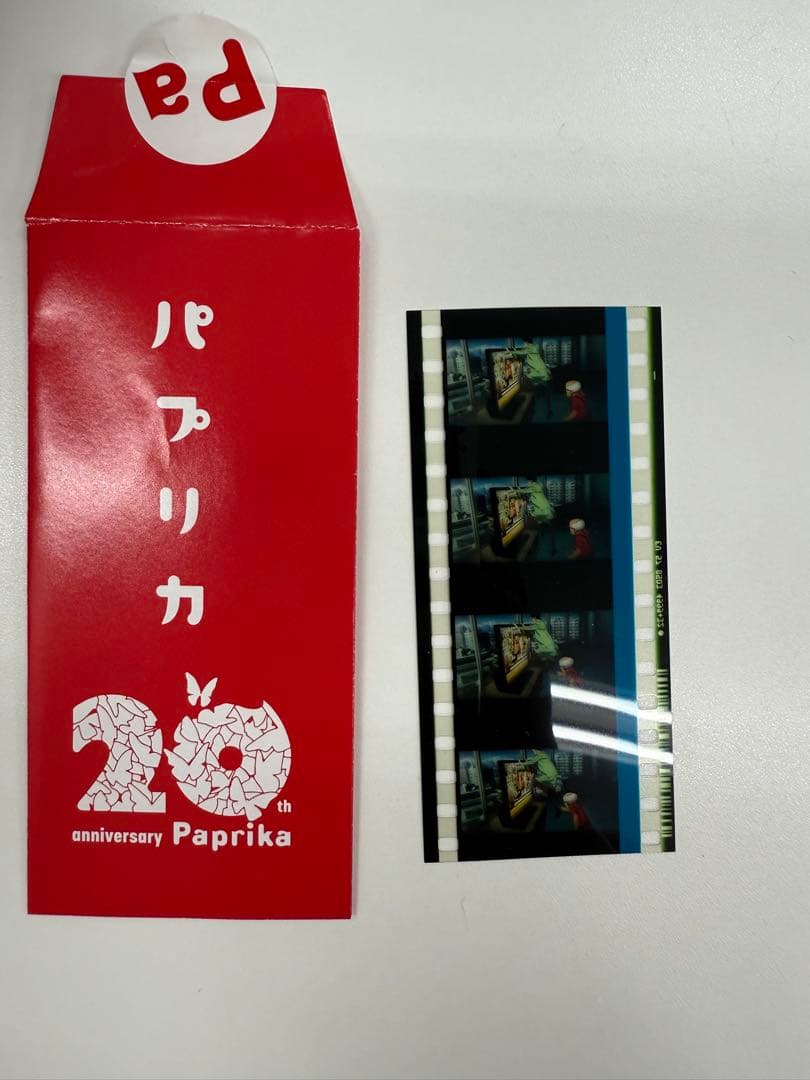 Pa
パプリカ
20th
anniversary Paprika